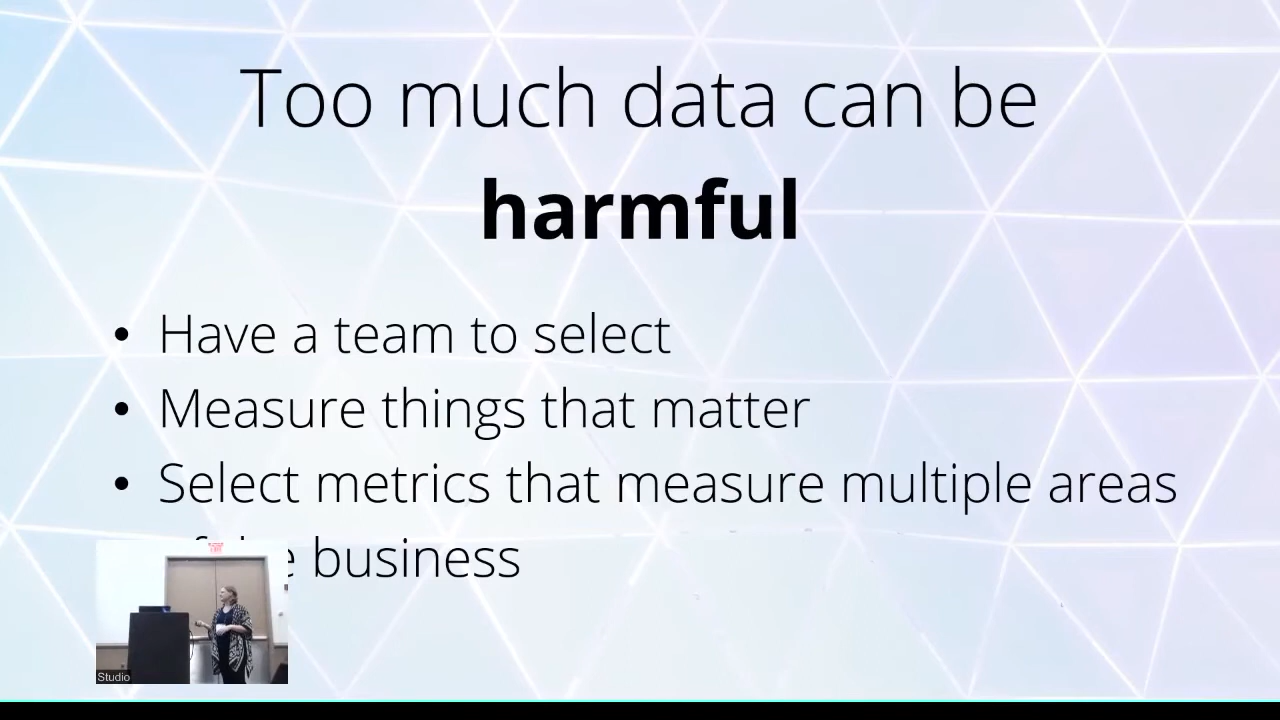 Too much data can be
harmful
• Have a team to select
• Measure things that matter
• Select metrics that measure multiple areas
business
Studio